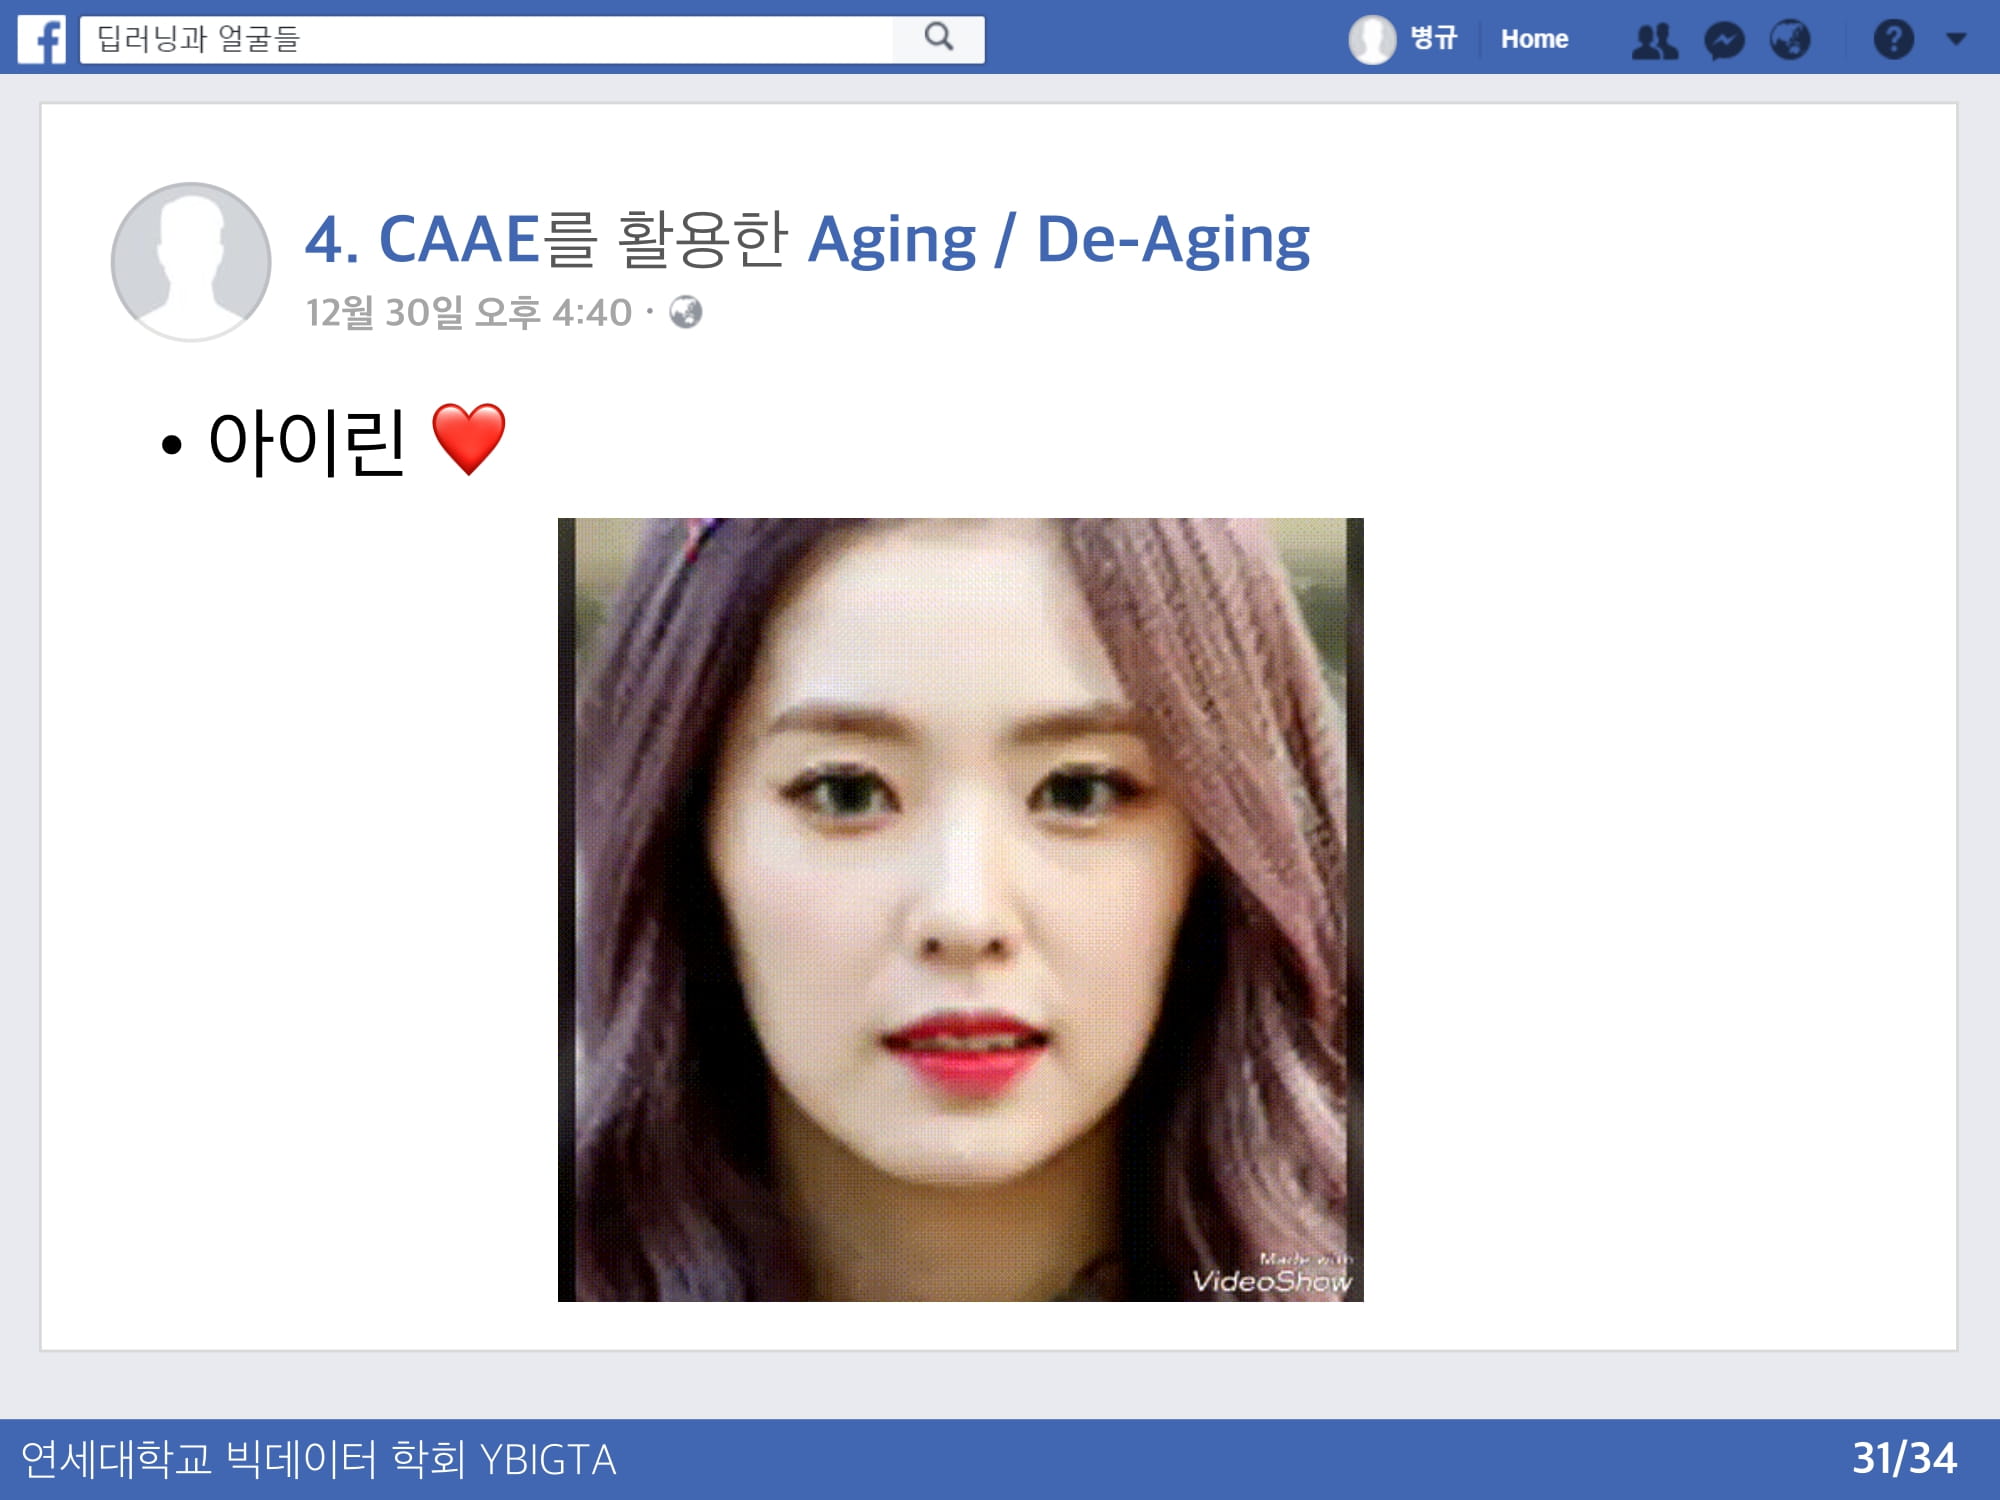 딥러닝과 얼굴들
병규 Home
4. CAAE를 활용한 Aging / De-Aging
12월 30일 오후 4:40 ·
• 아이린 ❤️
Made with
VideoShow
연세대학교 빅데이터 학회 YBIGTA
31/34